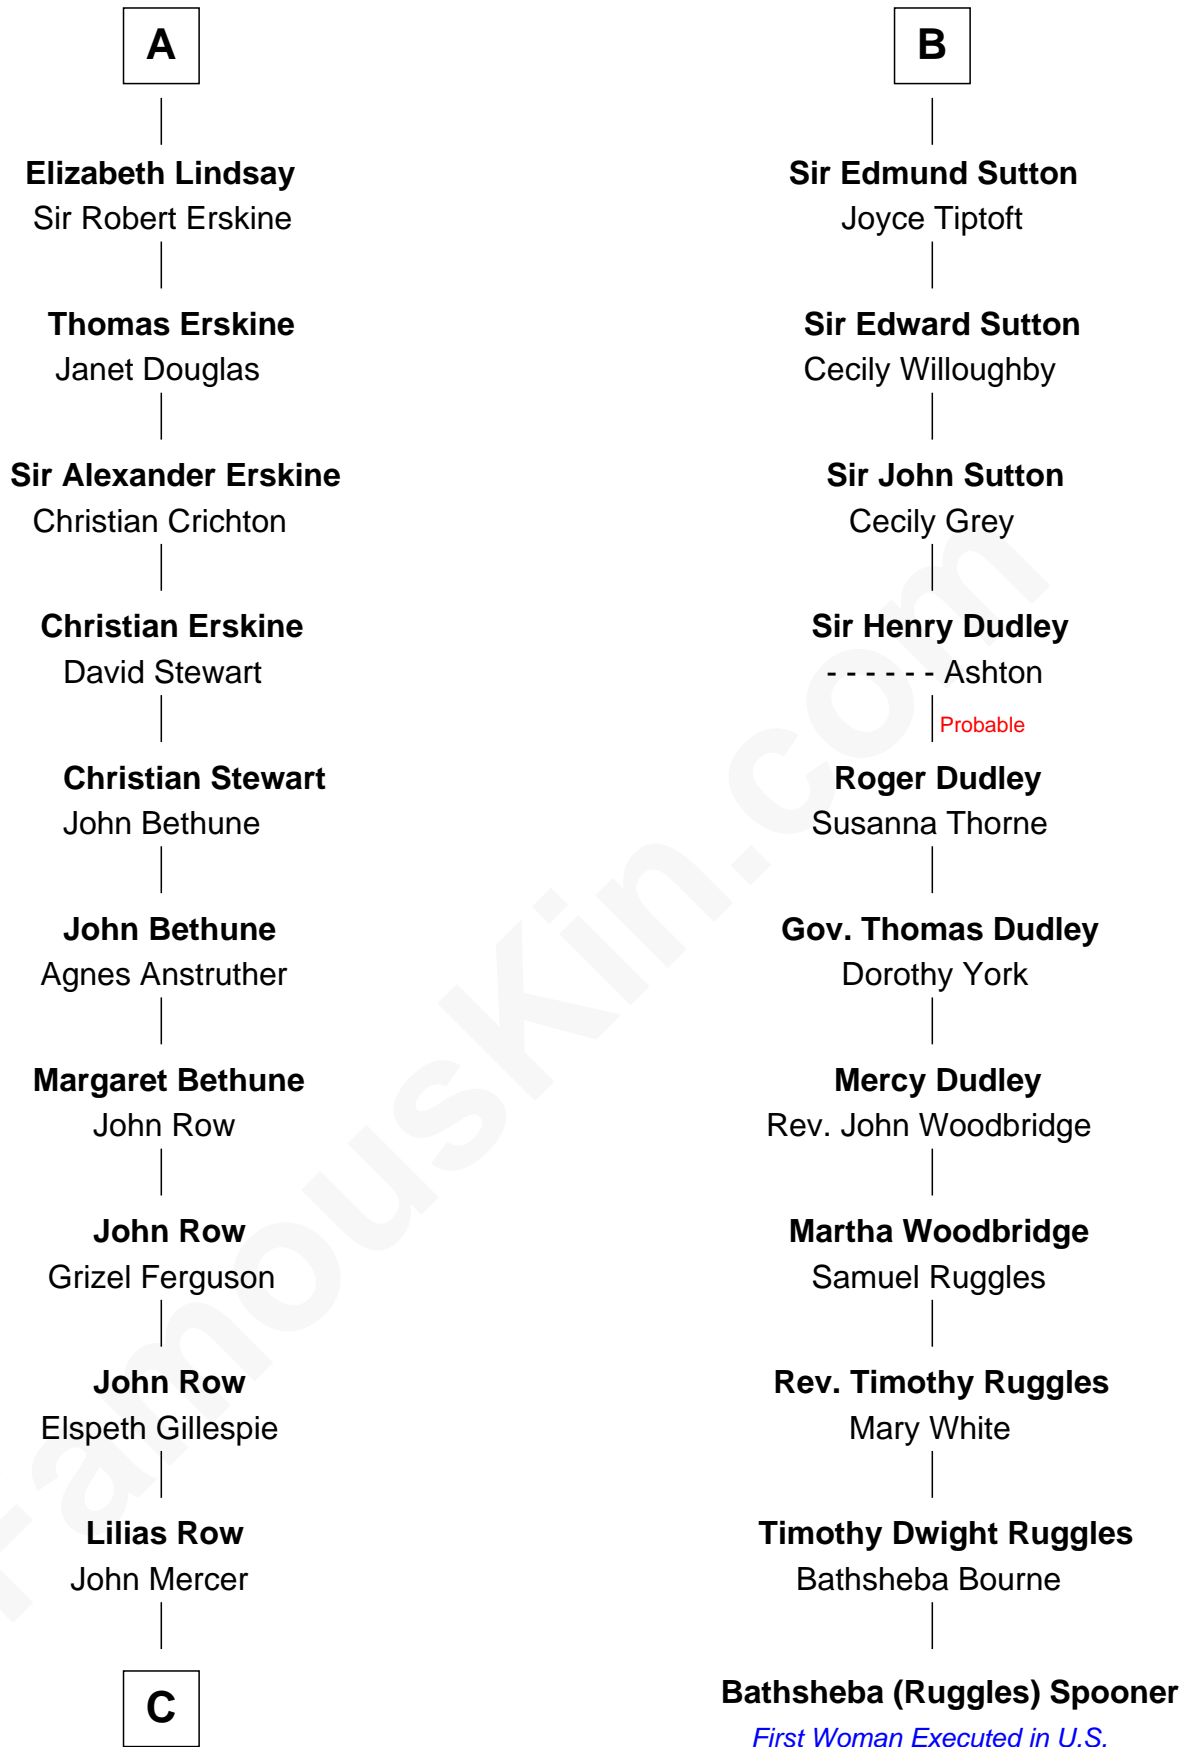 A
Elizabeth Lindsay
Sir Robert Erskine
Thomas Erskine
Janet Douglas
Sir Alexander Erskine
Christian Crichton
Christian Erskine
David Stewart
Christian Stewart
John Bethune
John Bethune
Agnes Anstruther
Margaret Bethune
John Row
John Row
Grizel Ferguson
John Row
Elspeth Gillespie
Lilias Row
John Mercer
C
B
Sir Edmund Sutton
Joyce Tiptoft
Sir Edward Sutton
Cecily Willoughby
Sir John Sutton
Cecily Grey
Sir Henry Dudley
- - - - - - Ashton
Probable
Roger Dudley
Susanna Thorne
Gov. Thomas Dudley
Dorothy York
Mercy Dudley
Rev. John Woodbridge
Martha Woodbridge
Samuel Ruggles
Rev. Timothy Ruggles
Mary White
Timothy Dwight Ruggles
Bathsheba Bourne
Bathsheba (Ruggles) Spooner
First Woman Executed in U.S.
FamousKin.com